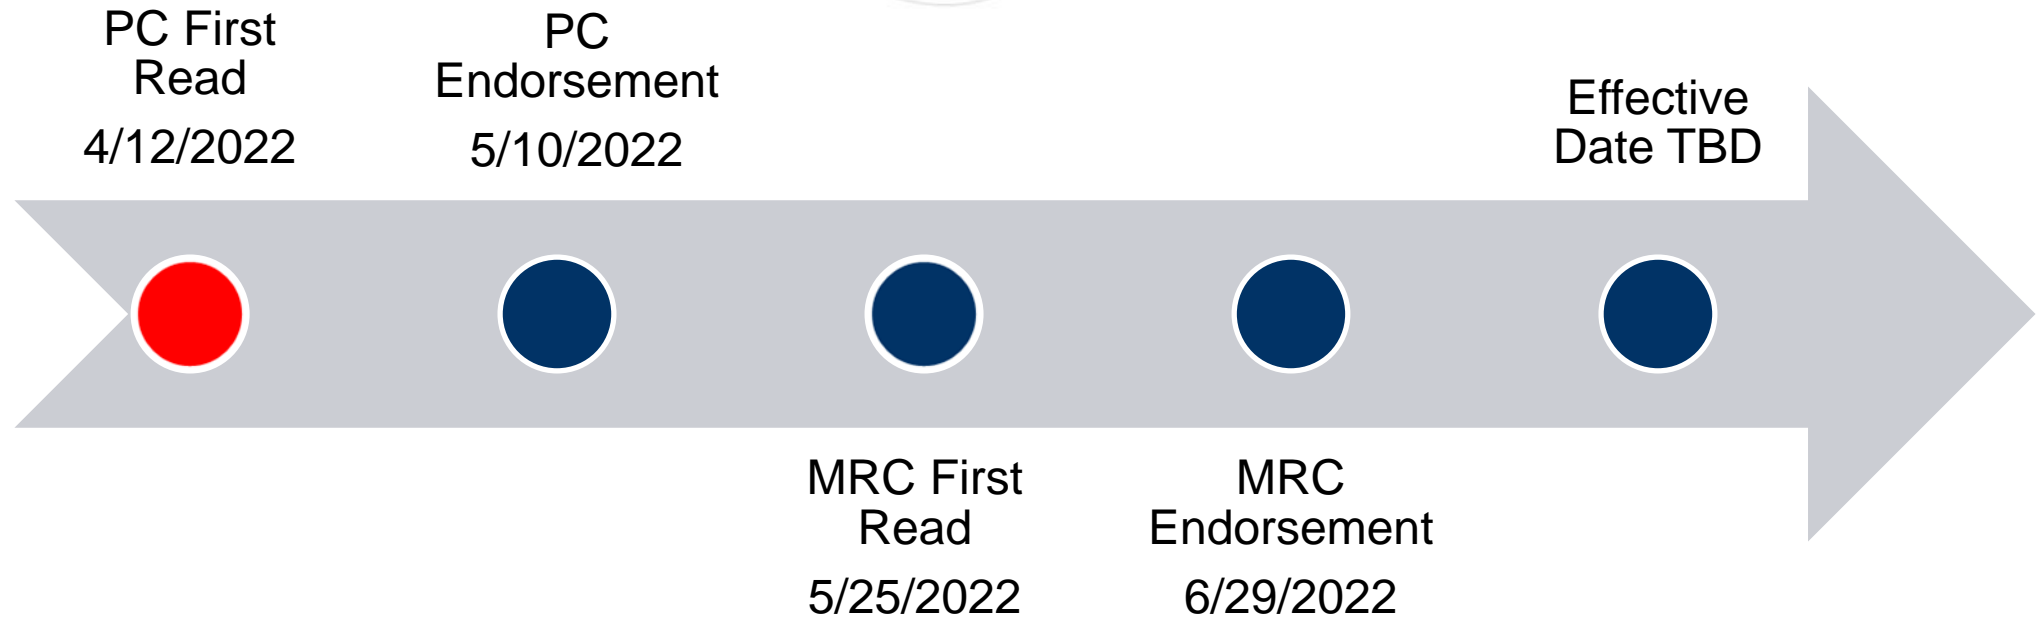 PC First
Read
4/12/2022
PC
Endorsement
5/10/2022
MRC First
Read
5/25/2022
MRC
Endorsement
6/29/2022
Effective
Date TBD